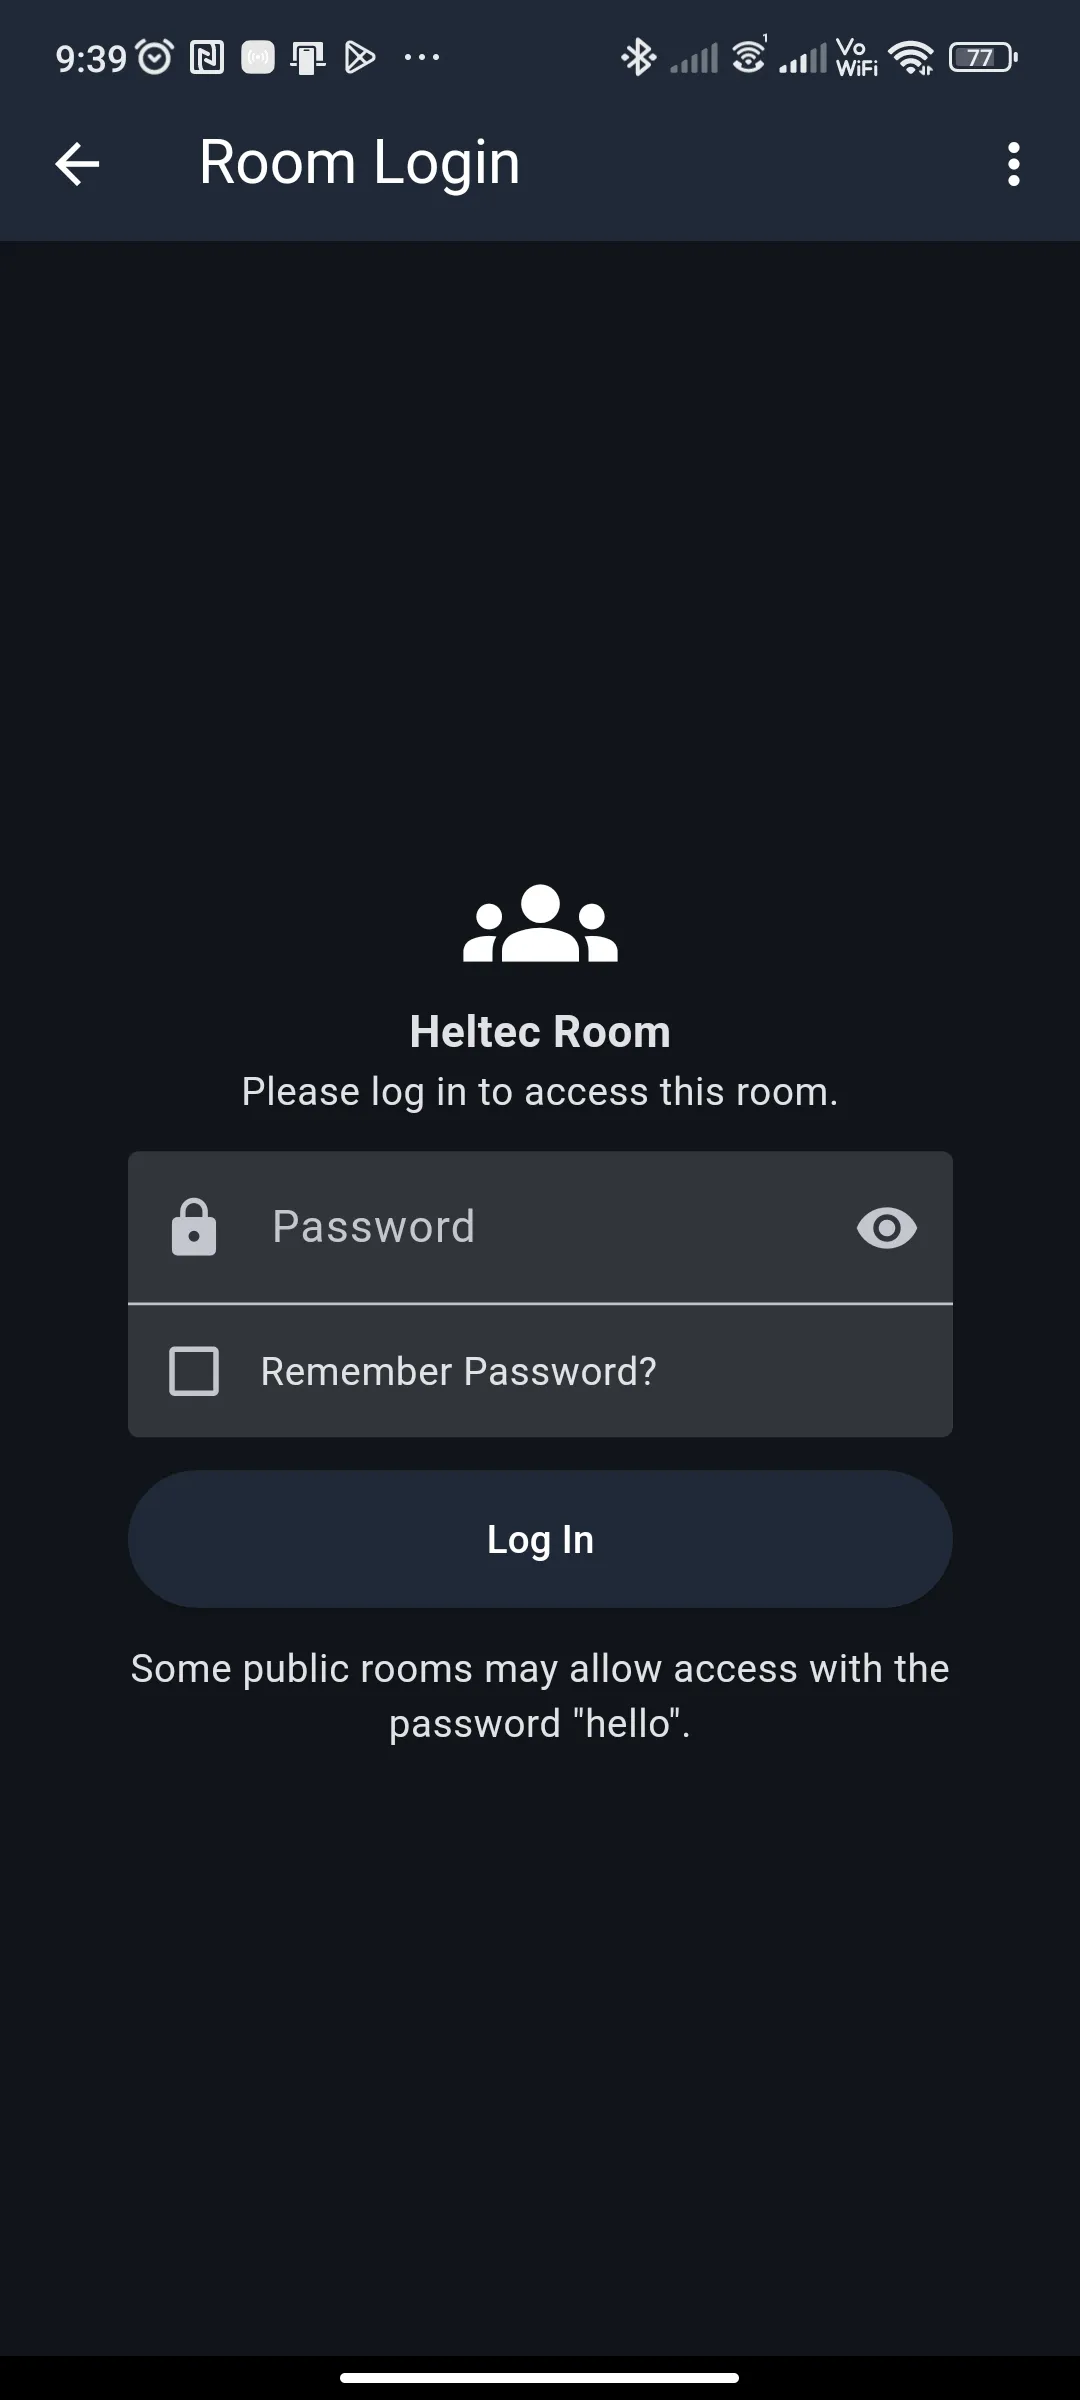 9:39
1
Vo
WiFi
77
Room Login
Heltec Room
Please log in to access this room.
Password
Remember Password?
Log In
Some public rooms may allow access with the
password "hello".